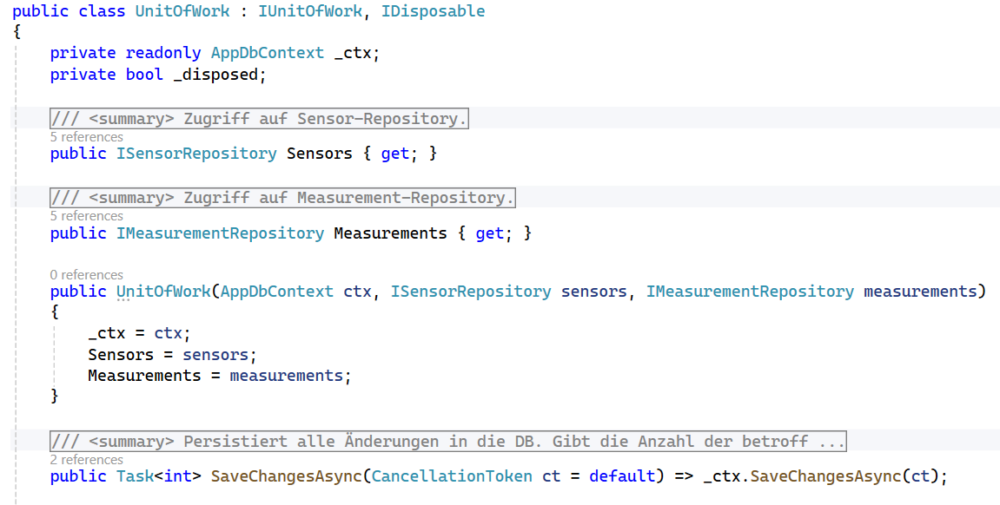 public class UnitOfWork : IUnitOfWork, IDisposable
{
private readonly AppDbContext _ctx;
private bool _disposed;
/// <summary> Zugriff auf Sensor-Repository.
5 references
public ISensorRepository Sensors { get; }
/// <summary> Zugriff auf Measurement-Repository.
5 references
public IMeasurementRepository Measurements { get; }
0 references
public UnitOfWork(AppDbContext ctx, ISensorRepository sensors, IMeasurementRepository measurements)
{
_ctx = ctx;
Sensors = sensors;
Measurements = measurements;
}
/// <summary> Persistiert alle Änderungen in die DB. Gibt die Anzahl der betroff ...
2 references
public Task<int> SaveChangesAsync(CancellationToken ct = default) => _ctx.SaveChangesAsync(ct);